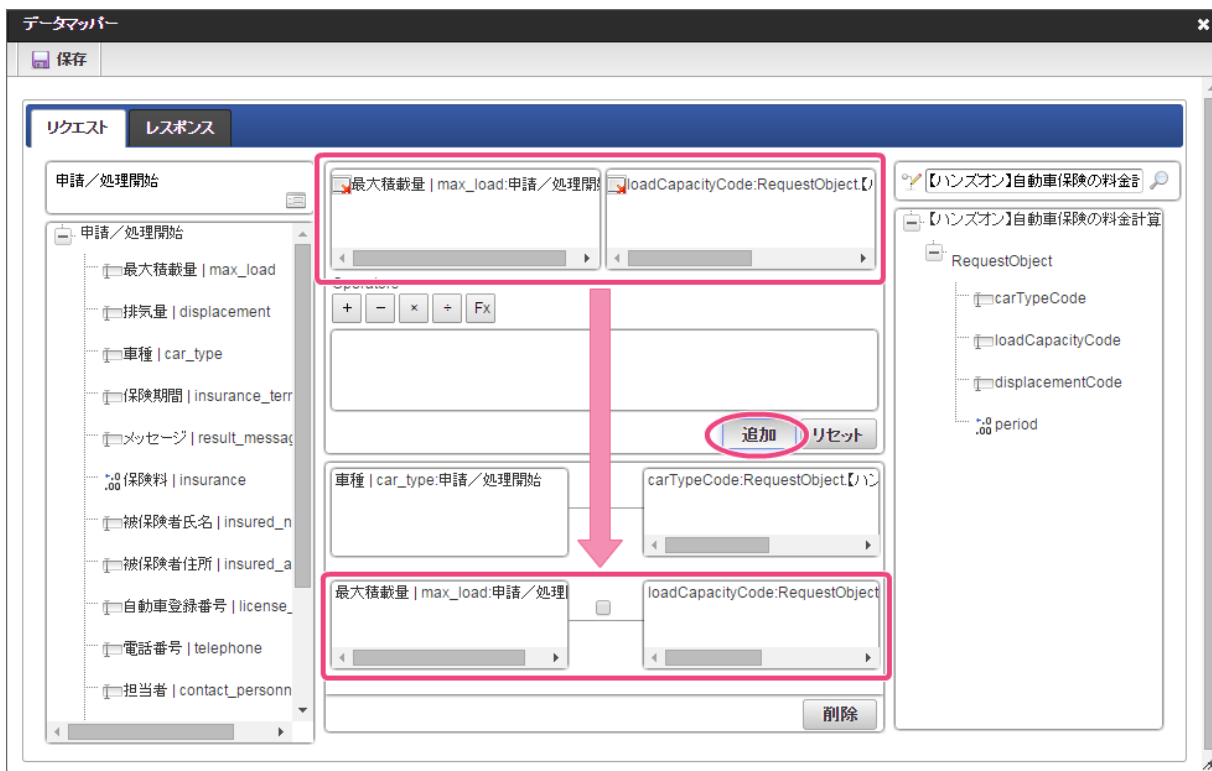 データマッパー
保存
リクエスト
レスポンス
申請／処理開始
申請／処理開始
最大積載量 | max_load
排気量 | displacement
車種 | car_type
保険期間 | insurance_terr
メッセージ | result_messag
保険料 | insurance
被保険者氏名 | insured_n
被保険者住所 | insured_a
自動車登録番号 | license_
電話番号 | telephone
担当者 | contact_personn
最大積載量 | max_load:申請／処理開
loadCapacityCode:RequestObject.【
Operators
+ − × ÷ Fx
追加
リセット
車種 | car_type:申請／処理開始
carTypeCode:RequestObject.【ハン
最大積載量 | max_load:申請／処理
loadCapacityCode:RequestObject
削除
【ハンズオン】自動車保険の料金
【ハンズオン】自動車保険の料金計算
RequestObject
carTypeCode
loadCapacityCode
displacementCode
period